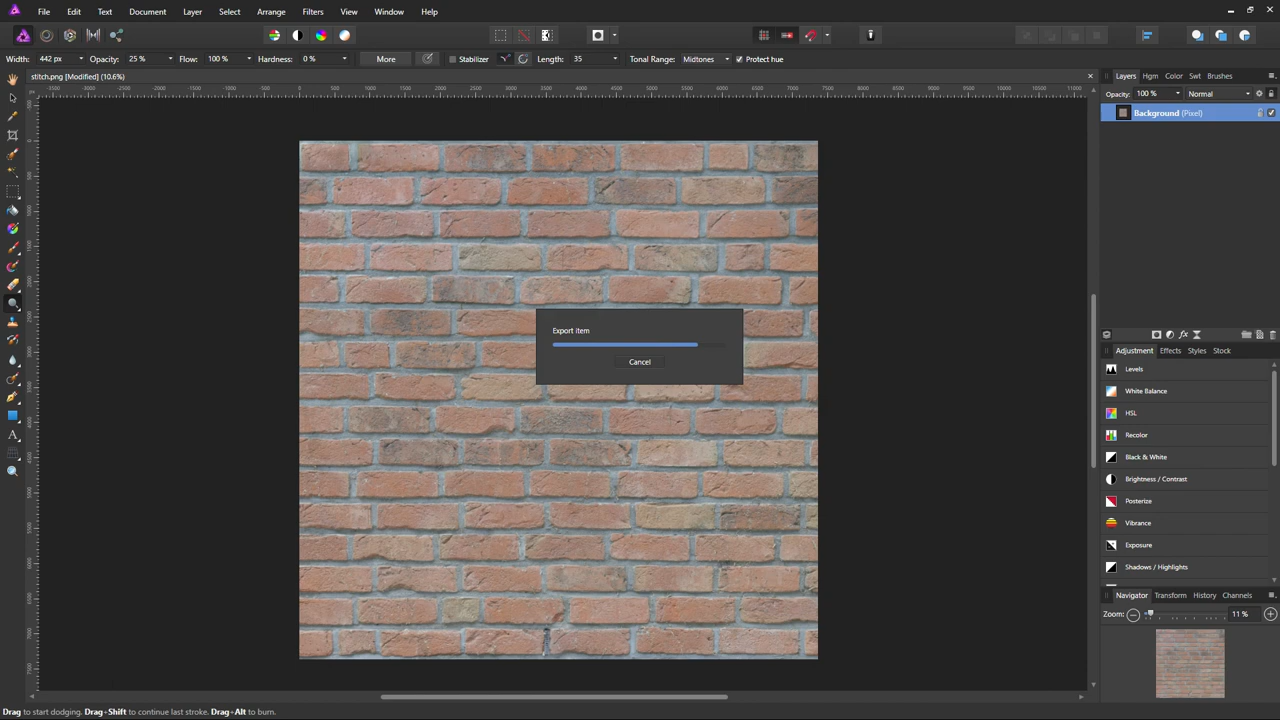 File Edit Text Document Layer Select Arrange Filters View Window Help
Width: 442 px Opacity: 25 % Flow: 100 % Hardness: 0 % More Stabilizer Length: 35 Tonal Range: Midtones Protect hue
stitch.png [Modified] (10.6%)
Layers Hgm Color Swt Brushes
Opacity: 100 % Normal
Background (Pixel)
Export item
Cancel
Adjustment Effects Styles Stock
Levels
White Balance
HSL
Recolor
Black & White
Brightness / Contrast
Posterize
Vibrance
Exposure
Shadows / Highlights
Navigator Transform History Channels
Zoom: 11 %
Drag to start dodging. Drag+Shift to continue last stroke. Drag+Alt to burn.